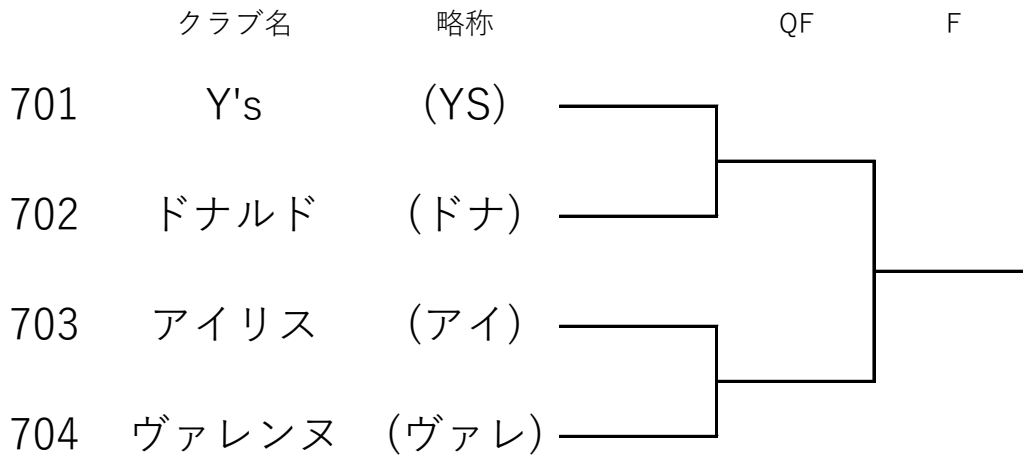 クラブ名 略称 QF F
701 Y's (YS)
702 ドナルド (ドナ)
703 アイリス (アイ)
704 ヴァレンヌ (ヴァレ)